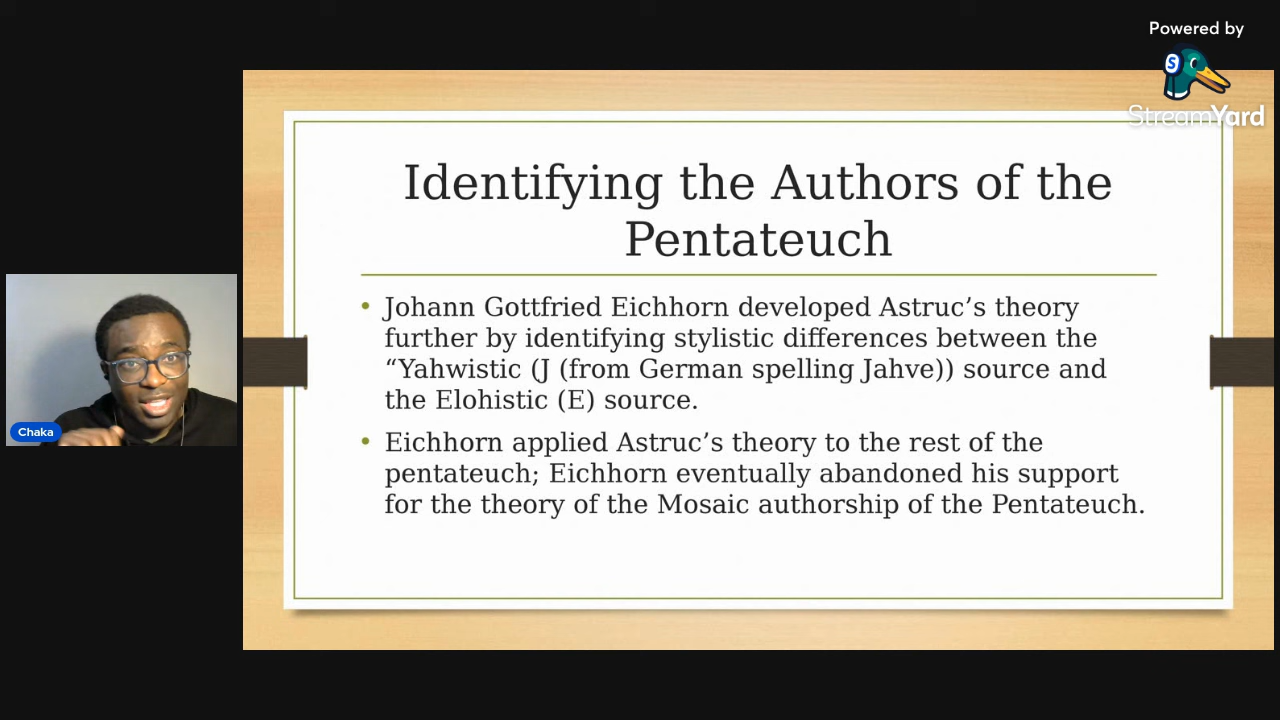 Powered by
StreamYard
Identifying the Authors of the
Pentateuch
• Johann Gottfried Eichhorn developed Astruc’s theory
further by identifying stylistic differences between the
“Yahwistic (J (from German spelling Jahve)) source and
the Elohistic (E) source.
• Eichhorn applied Astruc’s theory to the rest of the
pentateuch; Eichhorn eventually abandoned his support
for the theory of the Mosaic authorship of the Pentateuch.
Chaka